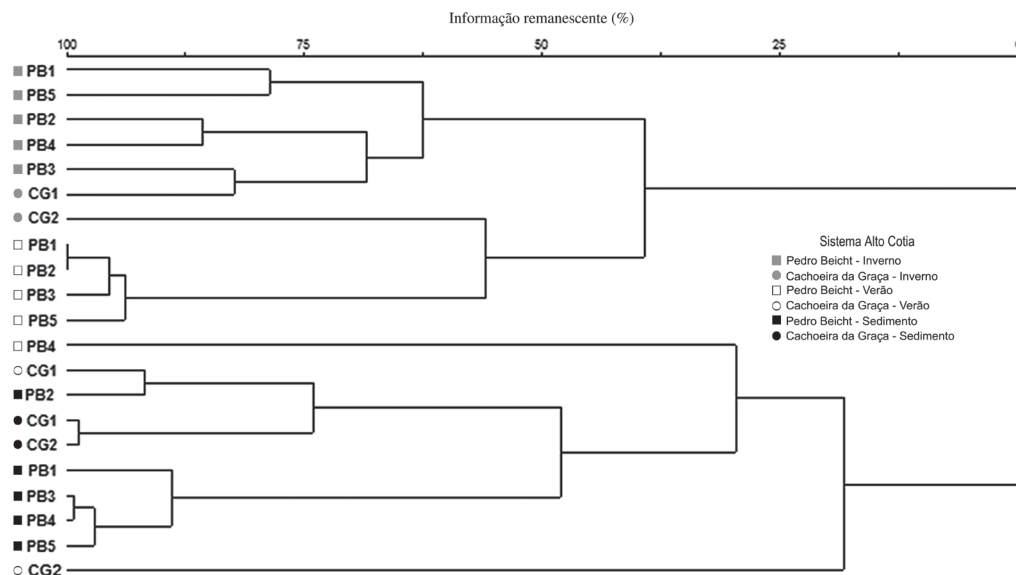 Informação remanescente (%)
100 75 50 25
PB1
PB5
PB2
PB4
PB3
CG1
CG2
PB1
PB2
PB3
PB5
PB4
CG1
PB2
CG1
CG2
PB1
PB3
PB4
PB5
CG2
Sistema Alto Cotia
Pedro Beicht - Inverno
Cachoeira da Graça - Inverno
Pedro Beicht - Verão
Cachoeira da Graça - Verão
Pedro Beicht - Sedimento
Cachoeira da Graça - Sedimento